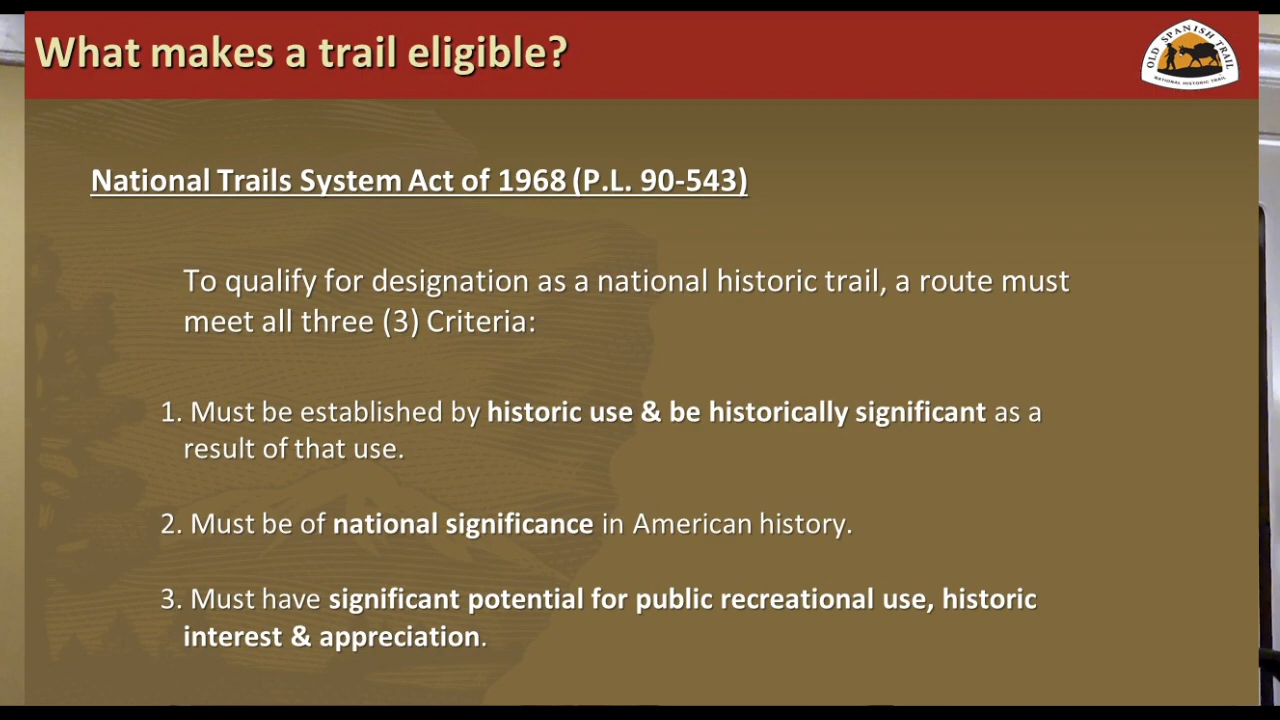 What makes a trail eligible?
OLD SPANISH TRAIL
NATIONAL HISTORIC TRAIL
National Trails System Act of 1968 (P.L. 90-543)
To qualify for designation as a national historic trail, a route must
meet all three (3) Criteria:
1. Must be established by historic use & be historically significant as a
result of that use.
2. Must be of national significance in American history.
3. Must have significant potential for public recreational use, historic
interest & appreciation.